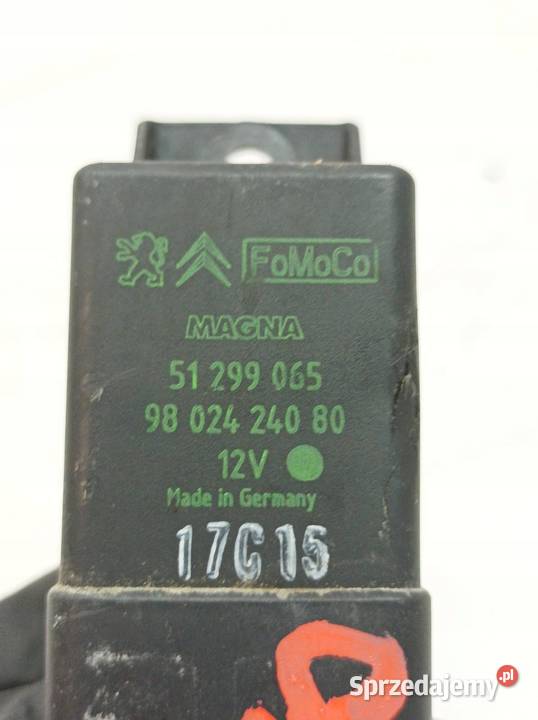 FoMoCo
MAGNA
51 299 065
98 024 240 80
12V
Made in Germany
17C15
Sprzedajemy.pl